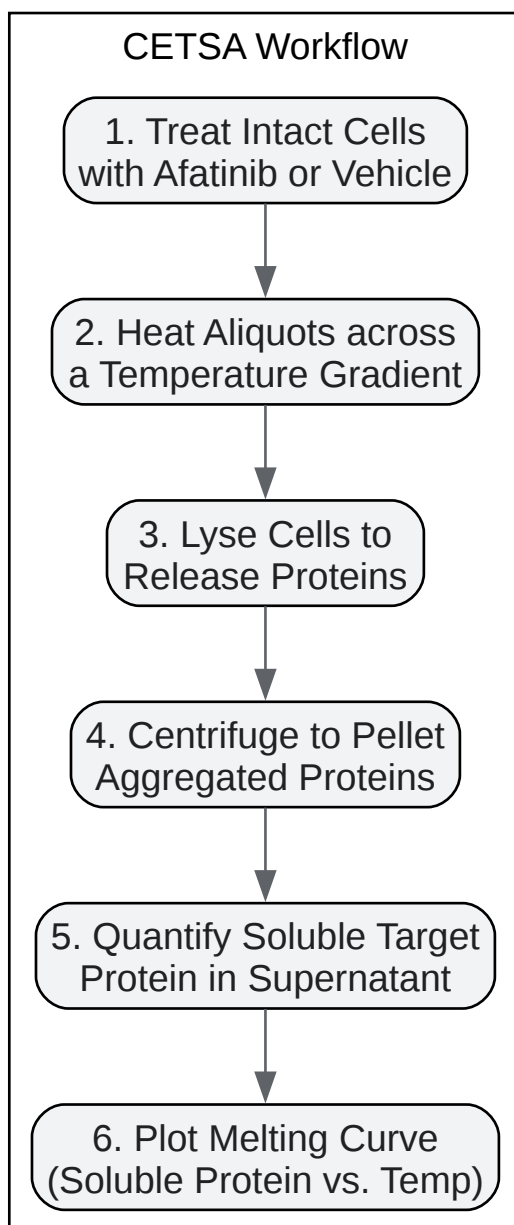 CETSA Workflow
1. Treat Intact Cells
with Afatinib or Vehicle
2. Heat Aliquots across
a Temperature Gradient
3. Lyse Cells to
Release Proteins
4. Centrifuge to Pellet
Aggregated Proteins
5. Quantify Soluble Target
Protein in Supernatant
6. Plot Melting Curve
(Soluble Protein vs. Temp)